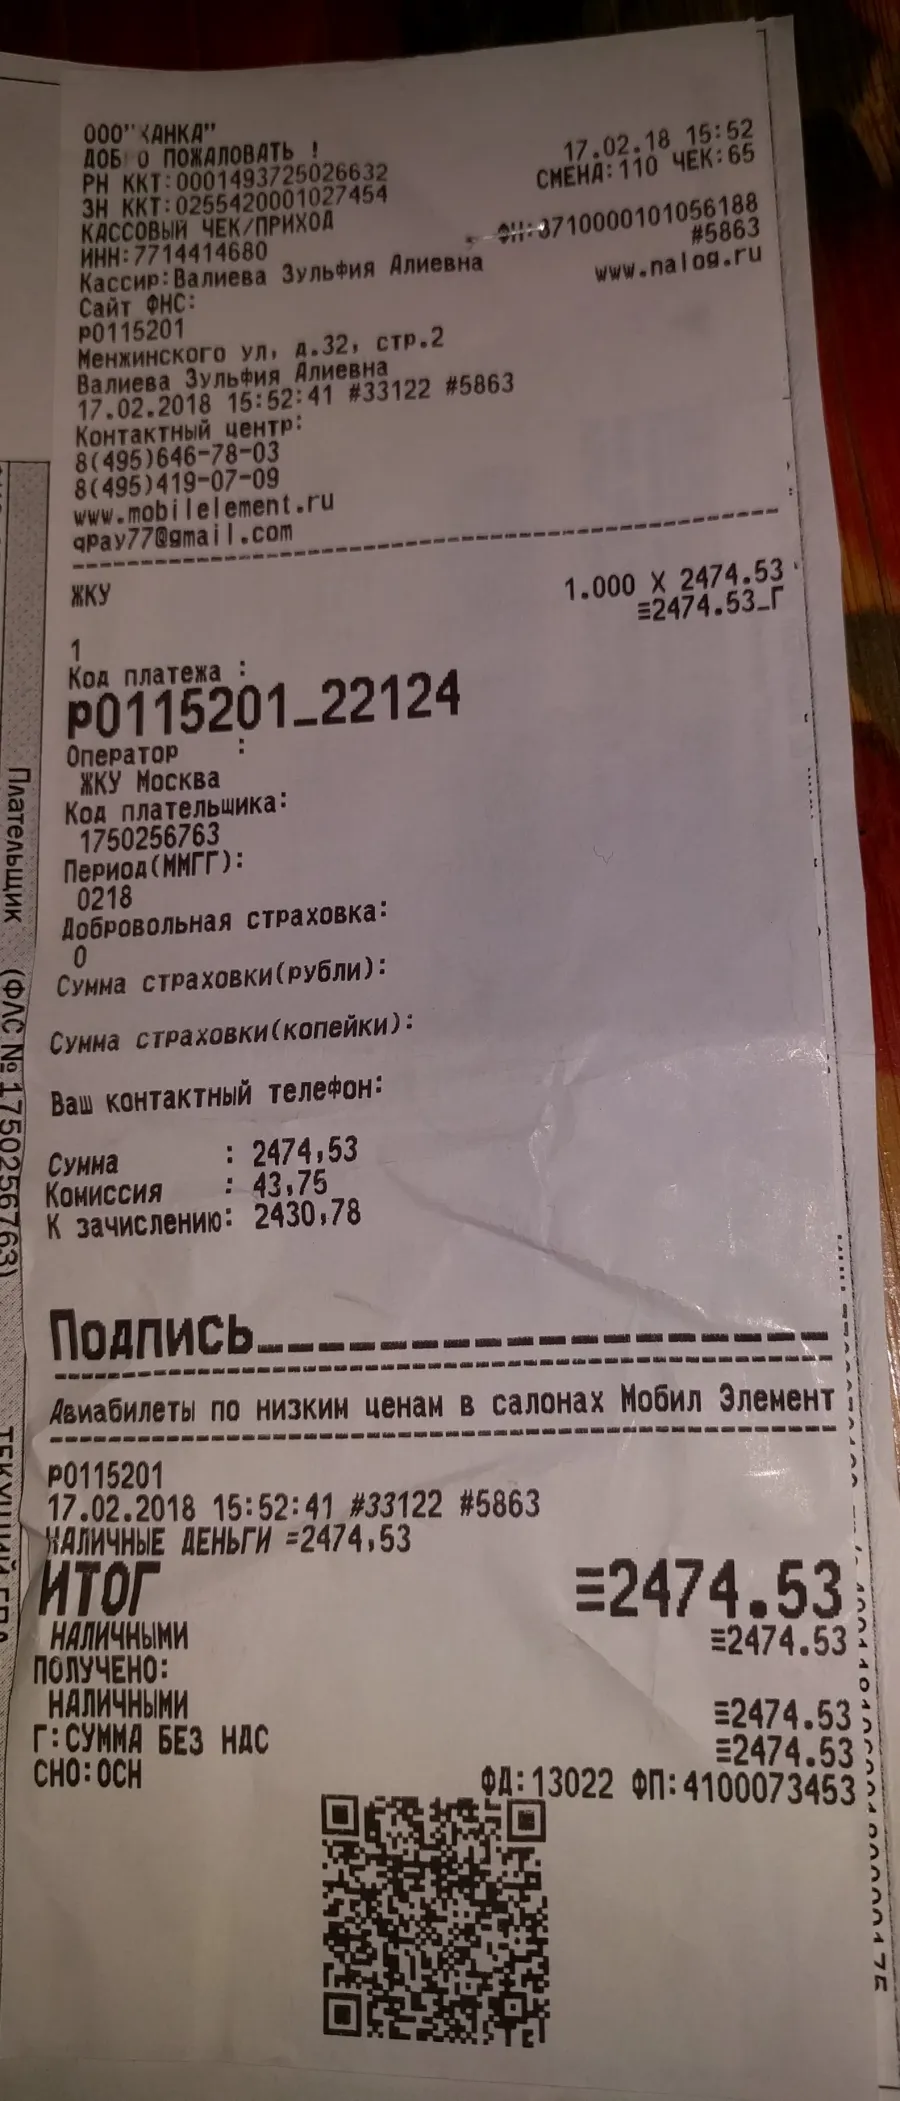 ООО"ХАНКА"
ДОБРО ПОЖАЛОВАТЬ ! 17.02.18 15:52
РН ККТ:0001493725026632 СМЕНА:110 ЧЕК:65
ЗН ККТ:0255420001027454
КАССОВЫЙ ЧЕК/ПРИХОД ФН:8710000101056188
ИНН:7714414680 #5863
Кассир:Валиева Зульфия Алиевна www.nalog.ru
Сайт ФНС:
P0115201
Менжинского ул, д.32, стр.2
Валиева Зульфия Алиевна
17.02.2018 15:52:41 #33122 #5863
Контактный центр:
8(495)646-78-03
8(495)419-07-09
www.mobilelement.ru
qpay77@gmail.com
ЖКУ 1.000 X 2474.53
≡2474.53_Г
1
Код платежа :
P0115201_22124
Оператор :
ЖКУ Москва
Код плательщика:
1750256763
Период(ММГГ):
0218
Добровольная страховка:
0
Сумма страховки(рубли):
Сумма страховки(копейки):
Ваш контактный телефон:
Сумма : 2474,53
Комиссия : 43,75
К зачислению: 2430,78
Подпись
Авиабилеты по низким ценам в салонах Мобил Элемент
P0115201
17.02.2018 15:52:41 #33122 #5863
НАЛИЧНЫЕ ДЕНЬГИ =2474,53
ИТОГ ≡2474.53
НАЛИЧНЫМИ ≡2474.53
ПОЛУЧЕНО:
НАЛИЧНЫМИ ≡2474.53
Г:СУММА БЕЗ НДС ≡2474.53
СНО:ОСН ФД:13022 ФП:4100073453
Плательщик (ФЛС № 1750256763)